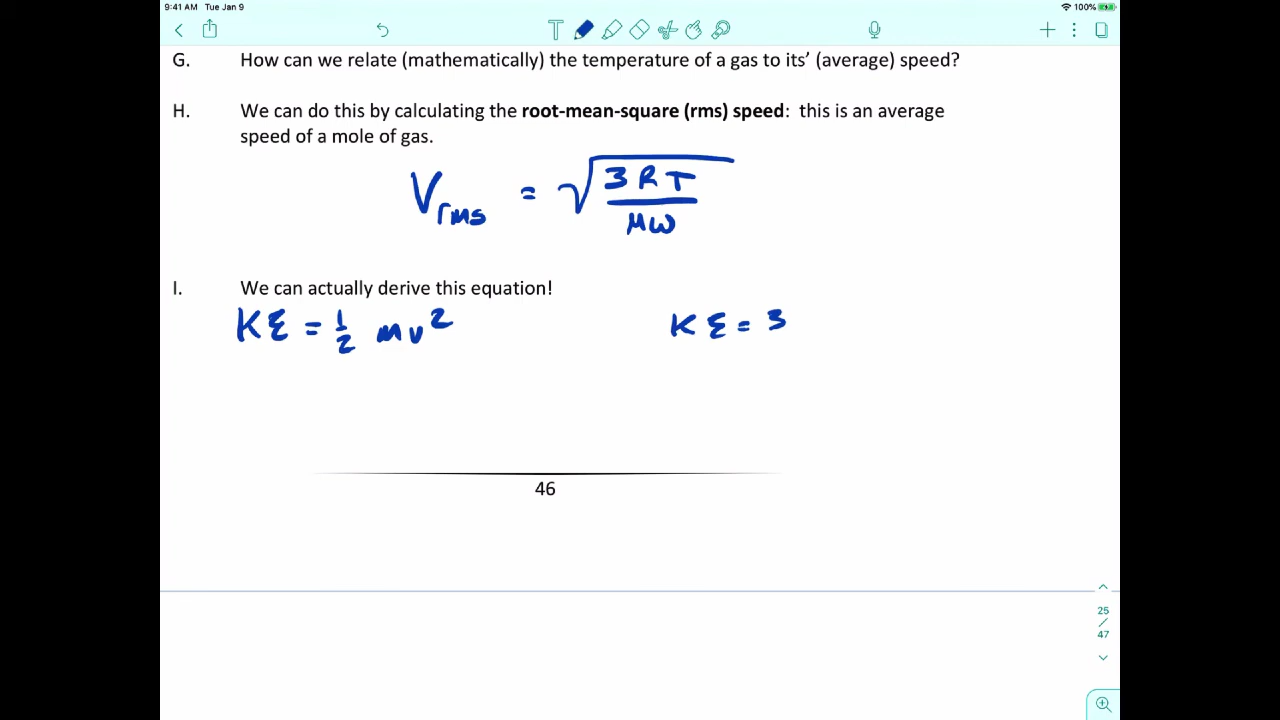 9:41 AM Tue Jan 9
100%
T
G. How can we relate (mathematically) the temperature of a gas to its’ (average) speed?
H. We can do this by calculating the root-mean-square (rms) speed: this is an average
speed of a mole of gas.
Vrms = √(3RT / MW)
I. We can actually derive this equation!
KE = 1/2 mv² KE = 3
46
25
/
47